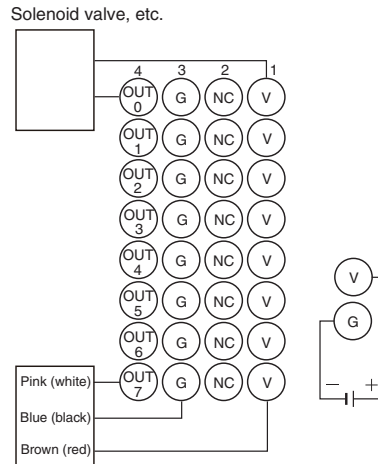 Solenoid valve, etc.
4 3 2 1
OUT 0 G NC V
OUT 1 G NC V
OUT 2 G NC V
OUT 3 G NC V
OUT 4 G NC V
OUT 5 G NC V
OUT 6 G NC V
OUT 7 G NC V
V
G
− +
Pink (white)
Blue (black)
Brown (red)